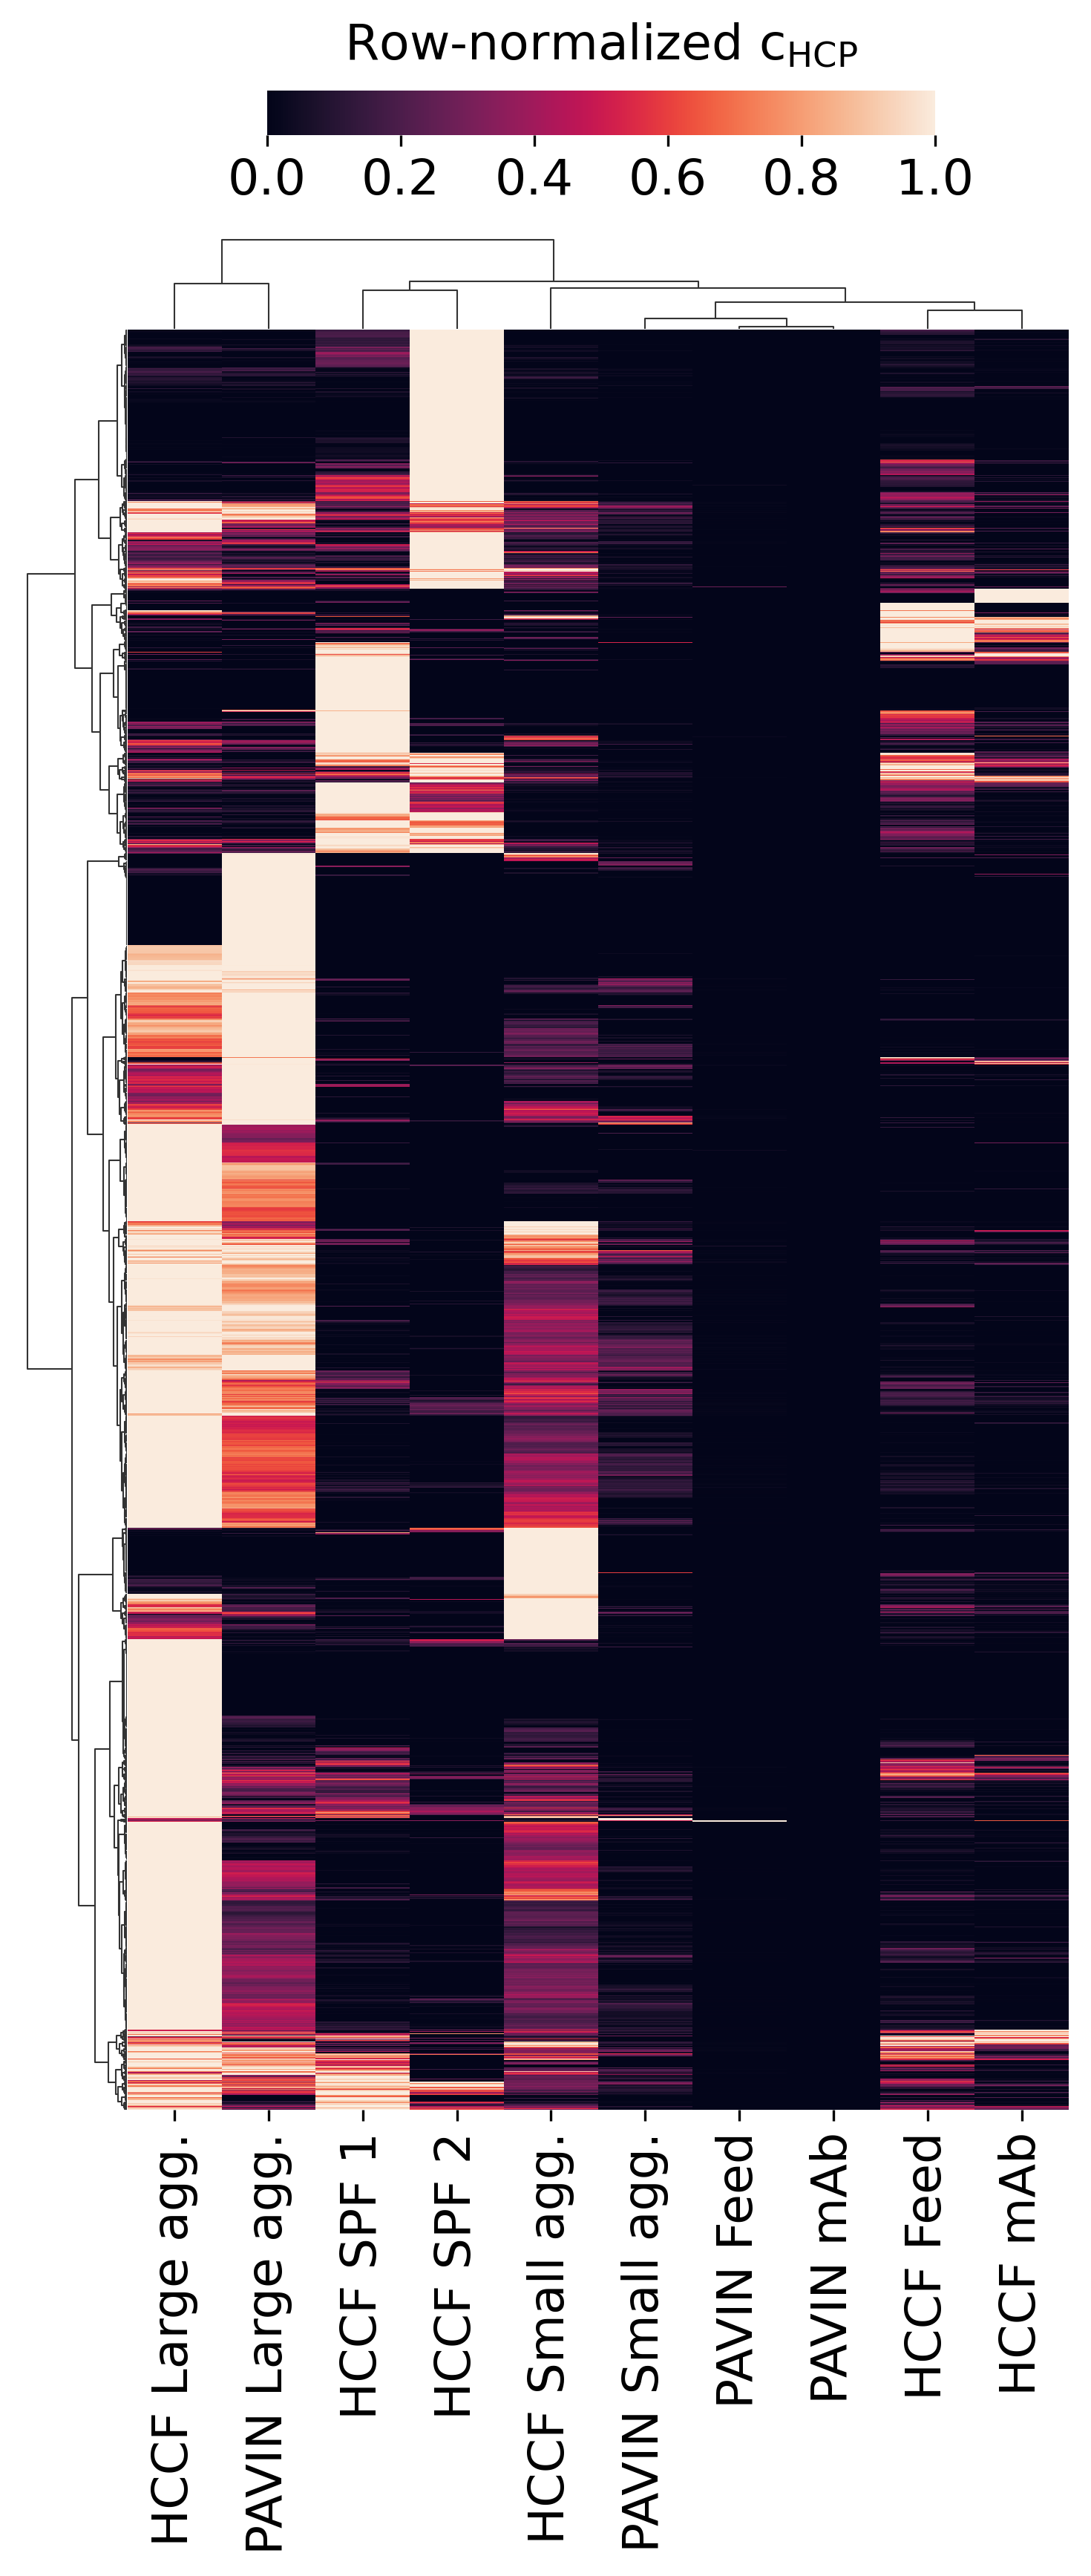 Row-normalized cHCP
0.0 0.2 0.4 0.6 0.8 1.0
HCCF Large agg.
PAVIN Large agg.
HCCF SPF 1
HCCF SPF 2
HCCF Small agg.
PAVIN Small agg.
PAVIN Feed
PAVIN mAb
HCCF Feed
HCCF mAb